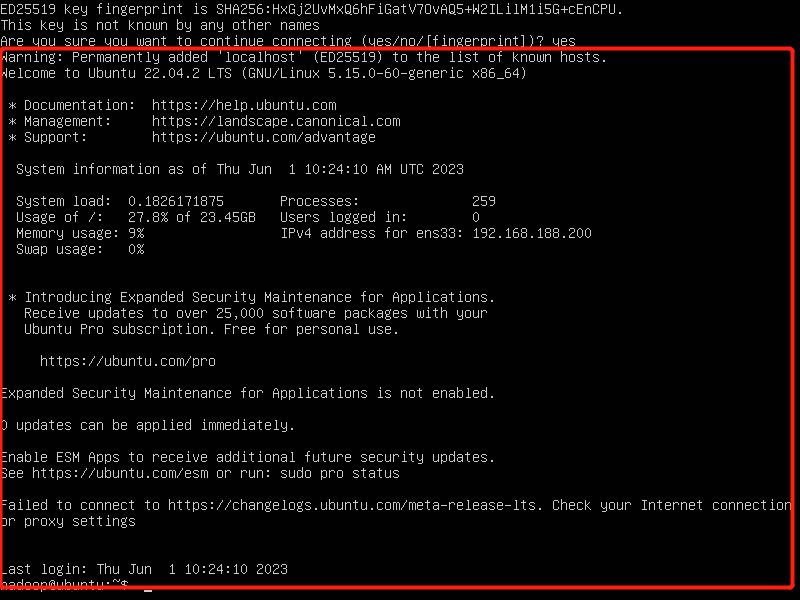 ED25519 key fingerprint is SHA256:HxGj2UvMxQ6hFiGatV7OvAQ5+W2ILilM1i5G+cEnCPU.
This key is not known by any other names
Are you sure you want to continue connecting (yes/no/[fingerprint])? yes
Warning: Permanently added 'localhost' (ED25519) to the list of known hosts.
Welcome to Ubuntu 22.04.2 LTS (GNU/Linux 5.15.0-60-generic x86_64)
* Documentation:  https://help.ubuntu.com
* Management:     https://landscape.canonical.com
* Support:        https://ubuntu.com/advantage
System information as of Thu Jun  1 10:24:10 AM UTC 2023
System load:  0.1826171875       Processes:              259
Usage of /:   27.8% of 23.45GB   Users logged in:        0
Memory usage: 9%                 IPv4 address for ens33: 192.168.188.200
Swap usage:   0%
* Introducing Expanded Security Maintenance for Applications.
Receive updates to over 25,000 software packages with your
Ubuntu Pro subscription. Free for personal use.
https://ubuntu.com/pro
Expanded Security Maintenance for Applications is not enabled.
0 updates can be applied immediately.
Enable ESM Apps to receive additional future security updates.
See https://ubuntu.com/esm or run: sudo pro status
Failed to connect to https://changelogs.ubuntu.com/meta-release-lts. Check your Internet connection
or proxy settings
Last login: Thu Jun  1 10:24:10 2023
hadoop@ubuntu:~$ _